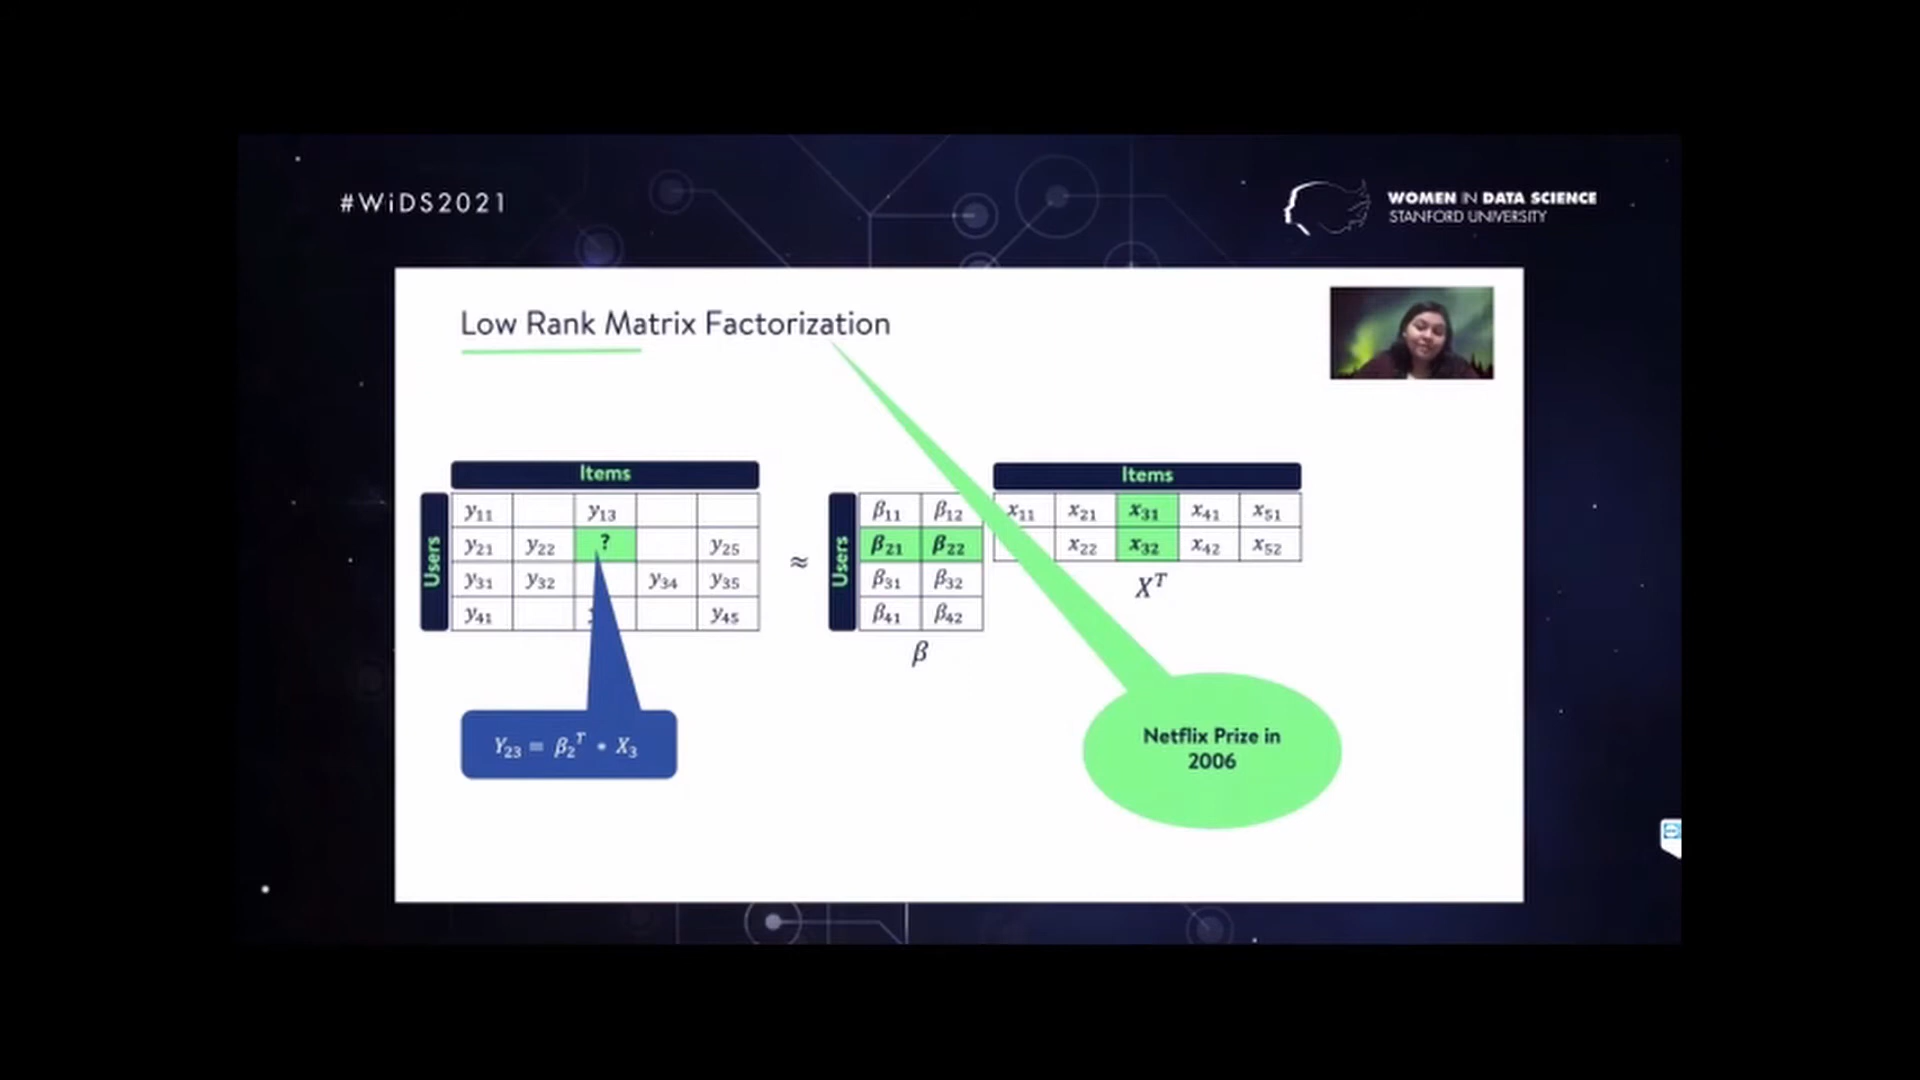 #WiDS2021
WOMEN IN DATA SCIENCE
STANFORD UNIVERSITY
Low Rank Matrix Factorization
Items
Users
y₁₁ y₁₃
y₂₁ y₂₂ ? y₂₅
y₃₁ y₃₂ y₃₄ y₃₅
y₄₁ y₄₅
≈
Users
β₁₁ β₁₂
β₂₁ β₂₂
β₃₁ β₃₂
β₄₁ β₄₂
β
Items
x₁₁ x₂₁ x₃₁ x₄₁ x₅₁
x₂₂ x₃₂ x₄₂ x₅₂
Xᵀ
Y₂₃ = β₂ᵀ * X₃
Netflix Prize in
2006